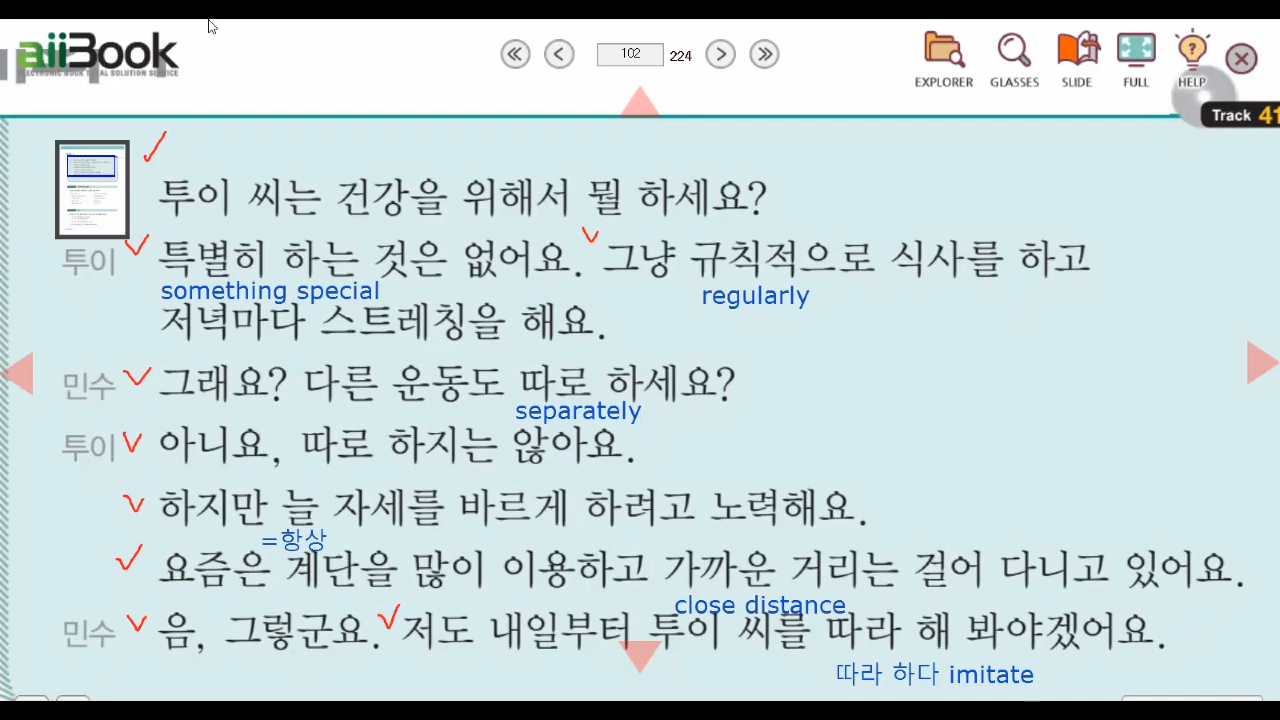 aiiBook
ELECTRONIC BOOK TOTAL SOLUTION SERVICE
102 224
EXPLORER GLASSES SLIDE FULL HELP
Track 41
투이 씨는 건강을 위해서 뭘 하세요?
투이 특별히 하는 것은 없어요. 그냥 규칙적으로 식사를 하고
something special regularly
저녁마다 스트레칭을 해요.
민수 그래요? 다른 운동도 따로 하세요?
separately
투이 아니요, 따로 하지는 않아요.
하지만 늘 자세를 바르게 하려고 노력해요.
=항상
요즘은 계단을 많이 이용하고 가까운 거리는 걸어 다니고 있어요.
close distance
민수 음, 그렇군요. 저도 내일부터 투이 씨를 따라 해 봐야겠어요.
따라 하다 imitate